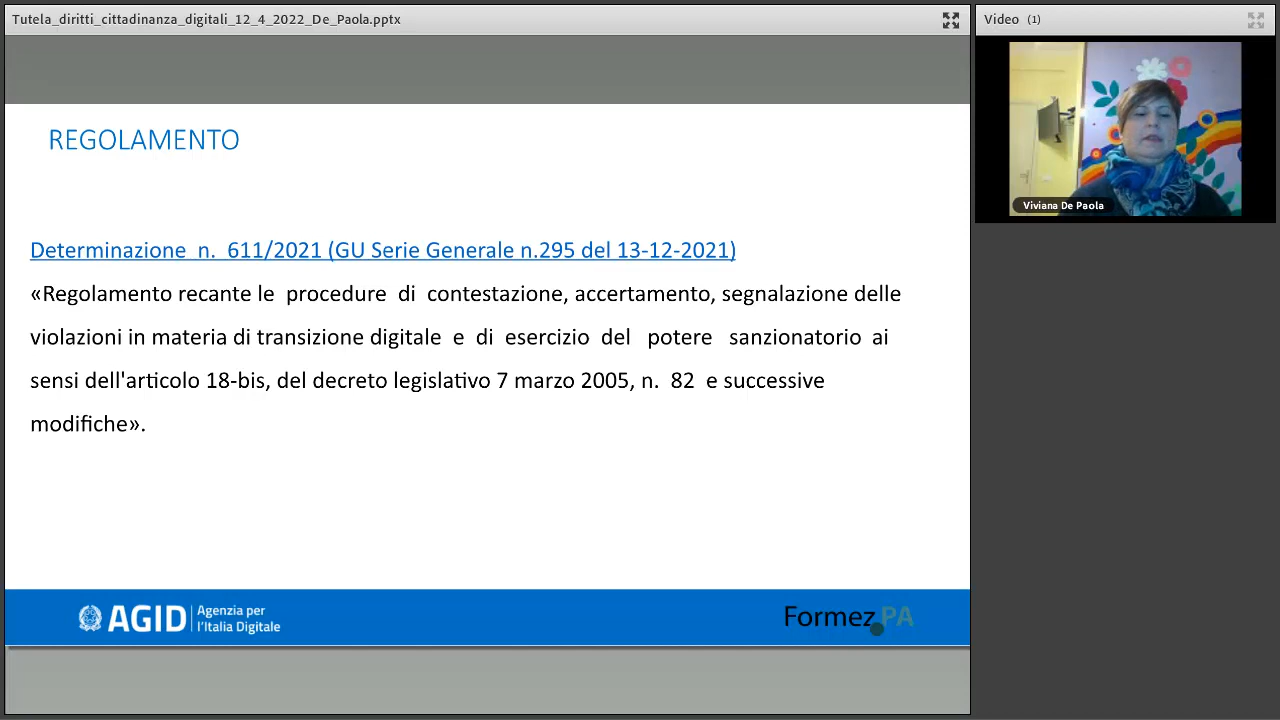 Tutela_diritti_cittadinanza_digitali_12_4_2022_De_Paola.pptx
Video (1)
REGOLAMENTO
Determinazione n. 611/2021 (GU Serie Generale n.295 del 13-12-2021)
«Regolamento recante le procedure di contestazione, accertamento, segnalazione delle
violazioni in materia di transizione digitale e di esercizio del potere sanzionatorio ai
sensi dell'articolo 18-bis, del decreto legislativo 7 marzo 2005, n. 82 e successive
modifiche».
Viviana De Paola
AGID
Agenzia per
l'Italia Digitale
Formez PA